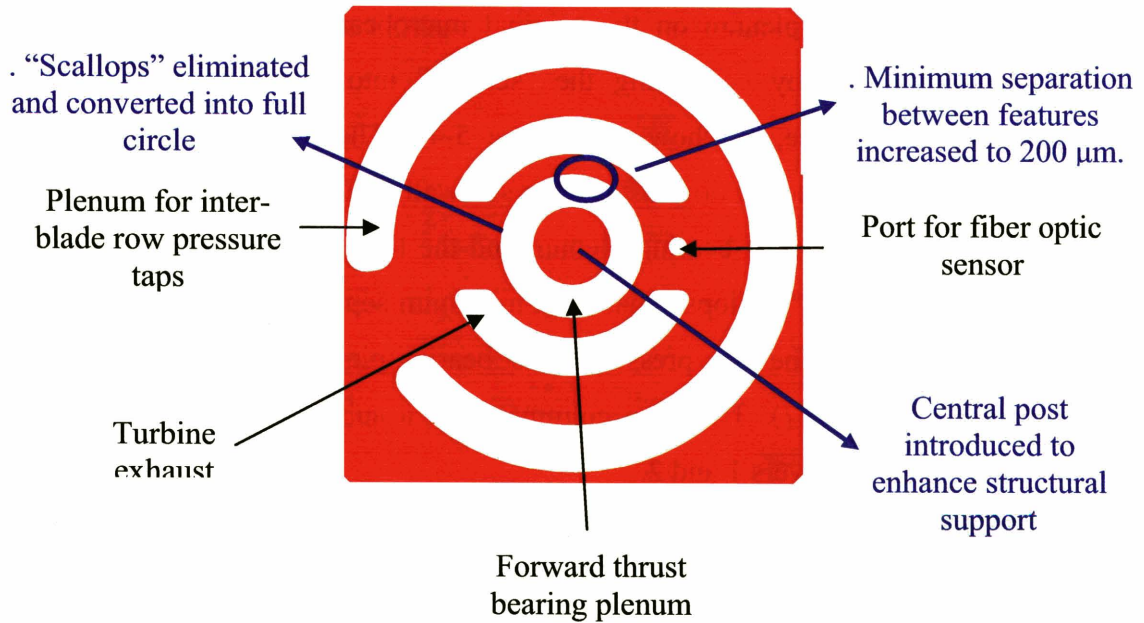 . “Scallops” eliminated
and converted into full
circle
Plenum for inter-
blade row pressure
taps
Turbine
exhaust
Forward thrust
bearing plenum
. Minimum separation
between features
increased to 200 μm.
Port for fiber optic
sensor
Central post
introduced to
enhance structural
support